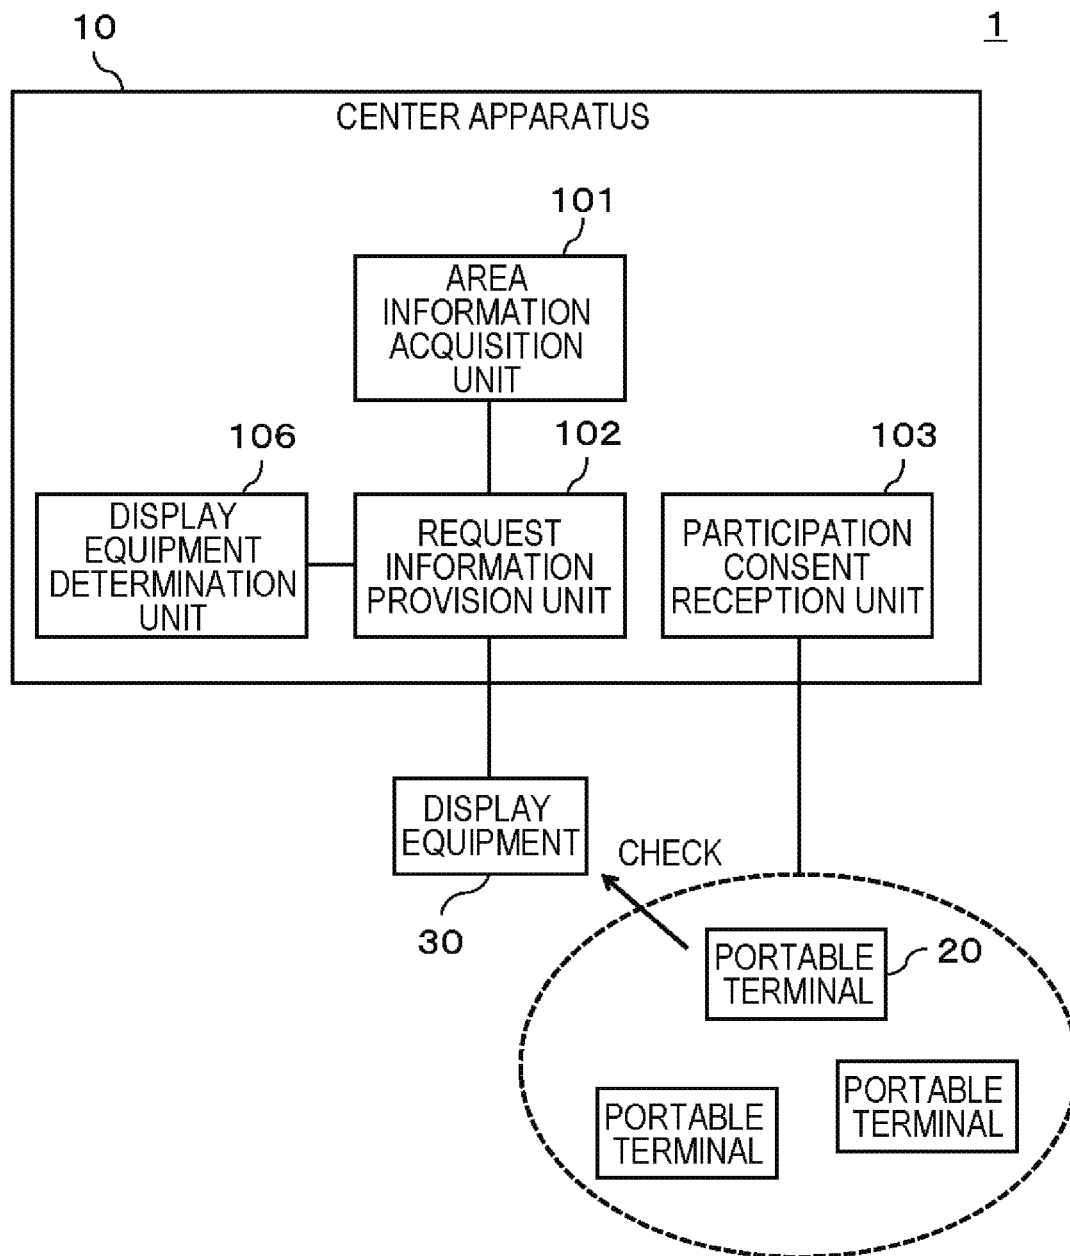 10
1
CENTER APPARATUS
101
AREA
INFORMATION
ACQUISITION
UNIT
106
102
103
DISPLAY
EQUIPMENT
DETERMINATION
UNIT
REQUEST
INFORMATION
PROVISION UNIT
PARTICIPATION
CONSENT
RECEPTION UNIT
DISPLAY
EQUIPMENT
CHECK
30
PORTABLE
TERMINAL
20
PORTABLE
TERMINAL
PORTABLE
TERMINAL